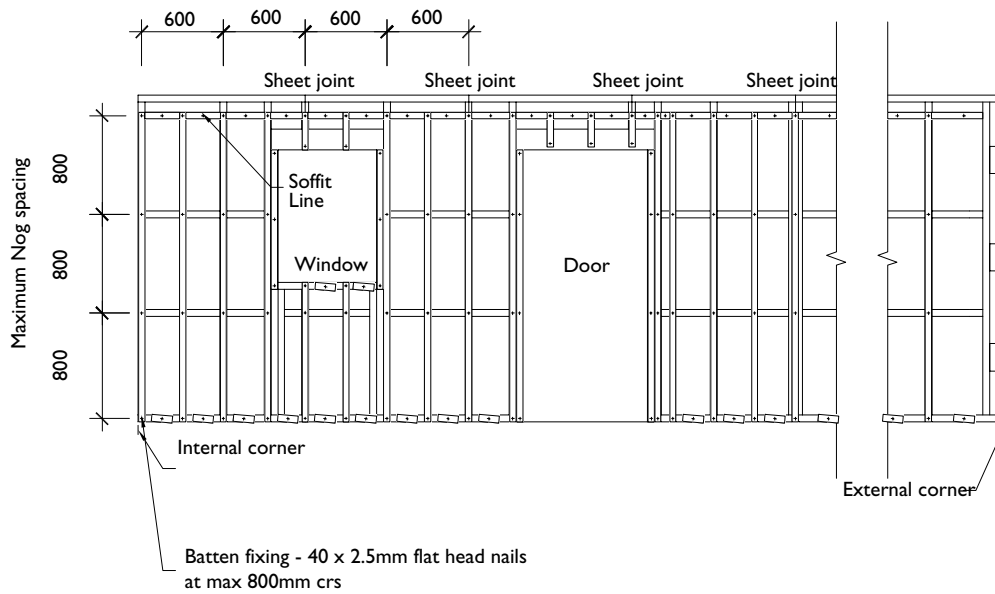 600
600
600
600
Sheet joint
Sheet joint
Sheet joint
Sheet joint
Maximum Nog spacing
800
800
800
Soffit
Line
Window
Door
Internal corner
External corner
Batten fixing - 40 x 2.5mm flat head nails
at max 800mm crs